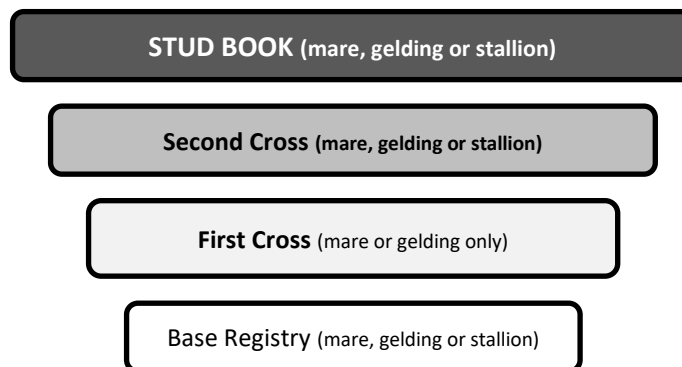 STUD BOOK (mare, gelding or stallion)
Second Cross (mare, gelding or stallion)
First Cross (mare or gelding only)
Base Registry (mare, gelding or stallion)